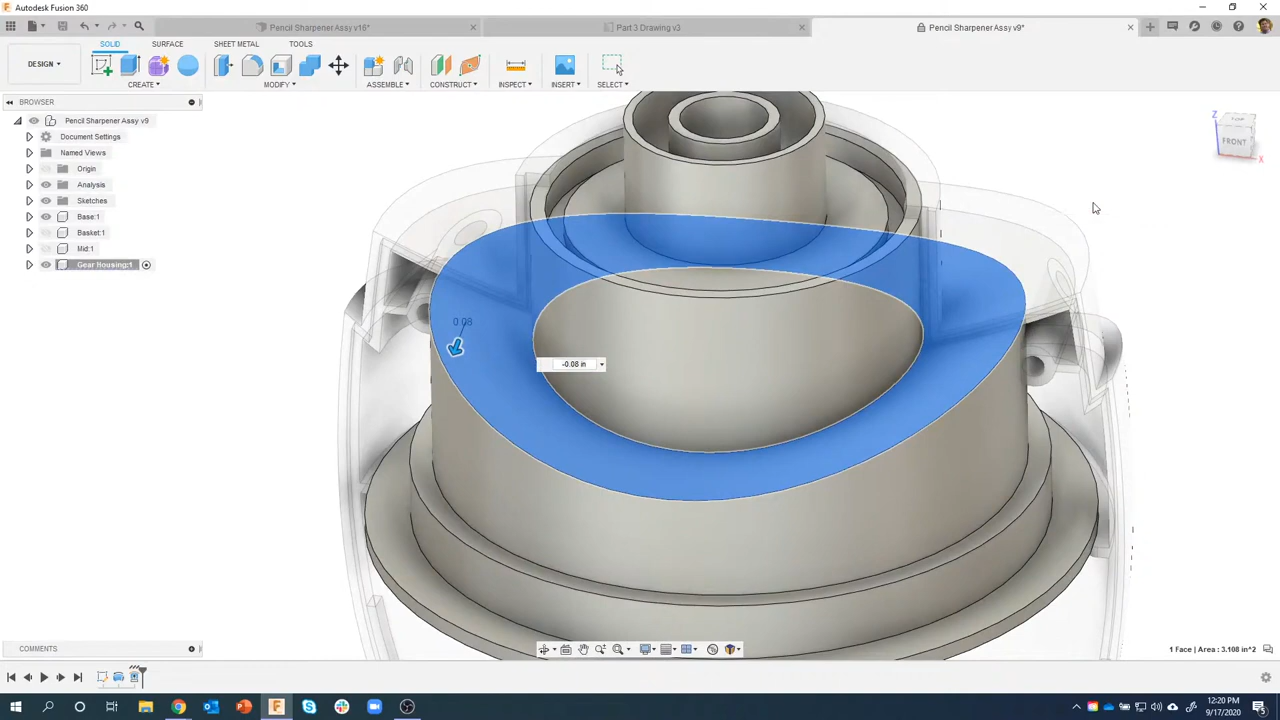 Autodesk Fusion 360
Pencil Sharpener Assy v16*
Part 3 Drawing v3
Pencil Sharpener Assy v9*
SOLID
SURFACE
SHEET METAL
TOOLS
DESIGN
CREATE
MODIFY
ASSEMBLE
CONSTRUCT
INSPECT
INSERT
SELECT
BROWSER
Pencil Sharpener Assy v9
Document Settings
Named Views
Origin
Analysis
Sketches
Base:1
Basket:1
Mid:1
Gear Housing:1
TOP
FRONT
Z
X
0.08
-0.08 in
COMMENTS
1 Face | Area : 3.108 in^2
12:20 PM
9/17/2020
5